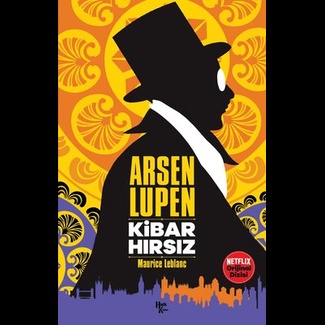 ARSEN
LUPEN
KİBAR
HIRSIZ
Maurice Leblanc
NETFLIX
Orijinal
Dizisi